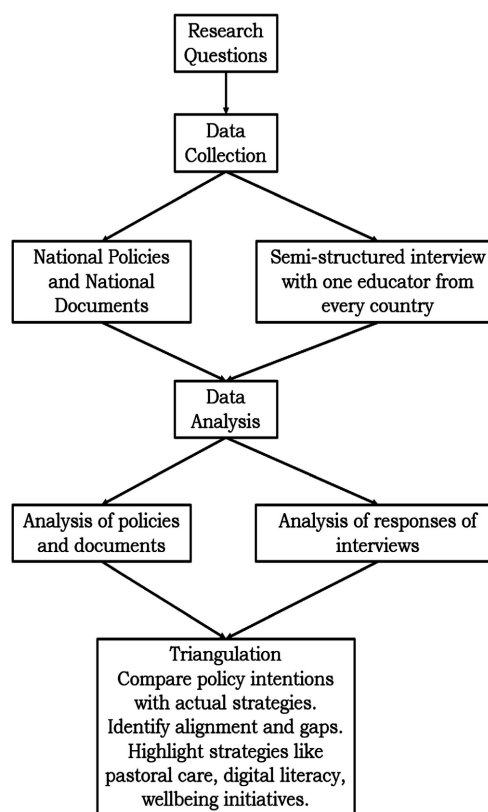 Research
Questions
Data
Collection
National Policies
and National
Documents
Semi-structured interview
with one educator from
every country
Data
Analysis
Analysis of policies
and documents
Analysis of responses of
interviews
Triangulation
Compare policy intentions
with actual strategies.
Identify alignment and gaps.
Highlight strategies like
pastoral care, digital literacy,
wellbeing initiatives.